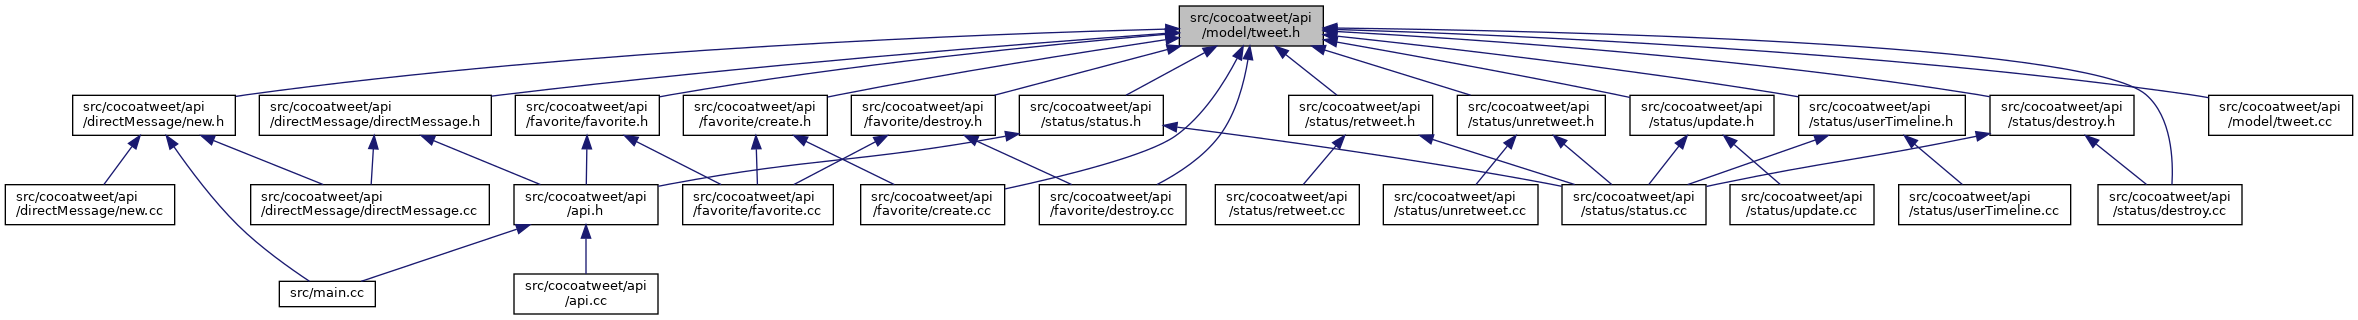 src/cocoatweet/api
/model/tweet.h
src/cocoatweet/api
/directMessage/new.h
src/cocoatweet/api
/directMessage/directMessage.h
src/cocoatweet/api
/favorite/favorite.h
src/cocoatweet/api
/favorite/create.h
src/cocoatweet/api
/favorite/destroy.h
src/cocoatweet/api
/status/status.h
src/cocoatweet/api
/status/retweet.h
src/cocoatweet/api
/status/unretweet.h
src/cocoatweet/api
/status/update.h
src/cocoatweet/api
/status/userTimeline.h
src/cocoatweet/api
/status/destroy.h
src/cocoatweet/api
/model/tweet.cc
src/cocoatweet/api
/directMessage/new.cc
src/cocoatweet/api
/directMessage/directMessage.cc
src/cocoatweet/api
/api.h
src/cocoatweet/api
/favorite/favorite.cc
src/cocoatweet/api
/favorite/create.cc
src/cocoatweet/api
/favorite/destroy.cc
src/cocoatweet/api
/status/retweet.cc
src/cocoatweet/api
/status/unretweet.cc
src/cocoatweet/api
/status/status.cc
src/cocoatweet/api
/status/update.cc
src/cocoatweet/api
/status/userTimeline.cc
src/cocoatweet/api
/status/destroy.cc
src/main.cc
src/cocoatweet/api
/api.cc